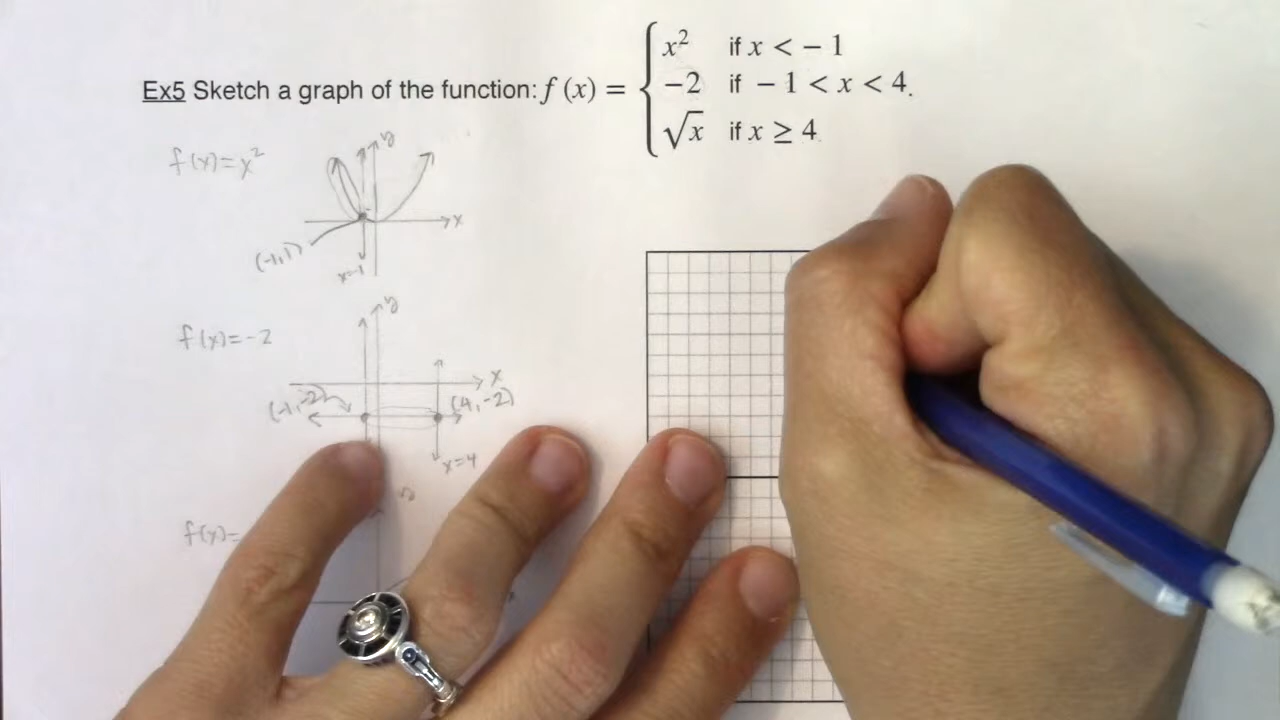 Ex5 Sketch a graph of the function: f (x) = { x² if x < − 1
−2 if − 1 < x < 4.
√x if x ≥ 4
f(x)=x²
y
x
(-1,1)
x=-1
f(x)=-2
y
x
(-1,-2)
(4,-2)
x=4
f(x)=